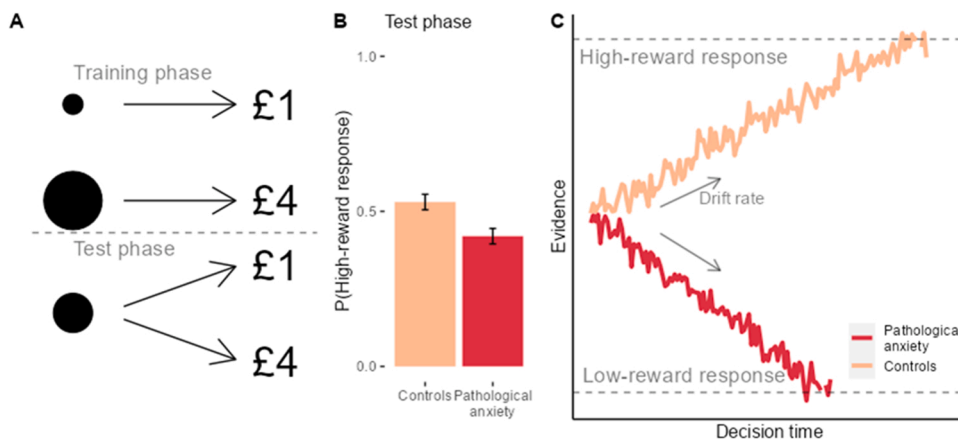 A
Training phase
£1
£4
Test phase
£1
£4
B
Test phase
P(High-reward response)
1.0
0.5
0.0
Controls
Pathological
anxiety
C
High-reward response
Drift rate
Evidence
Pathological
anxiety
Controls
Low-reward response
Decision time